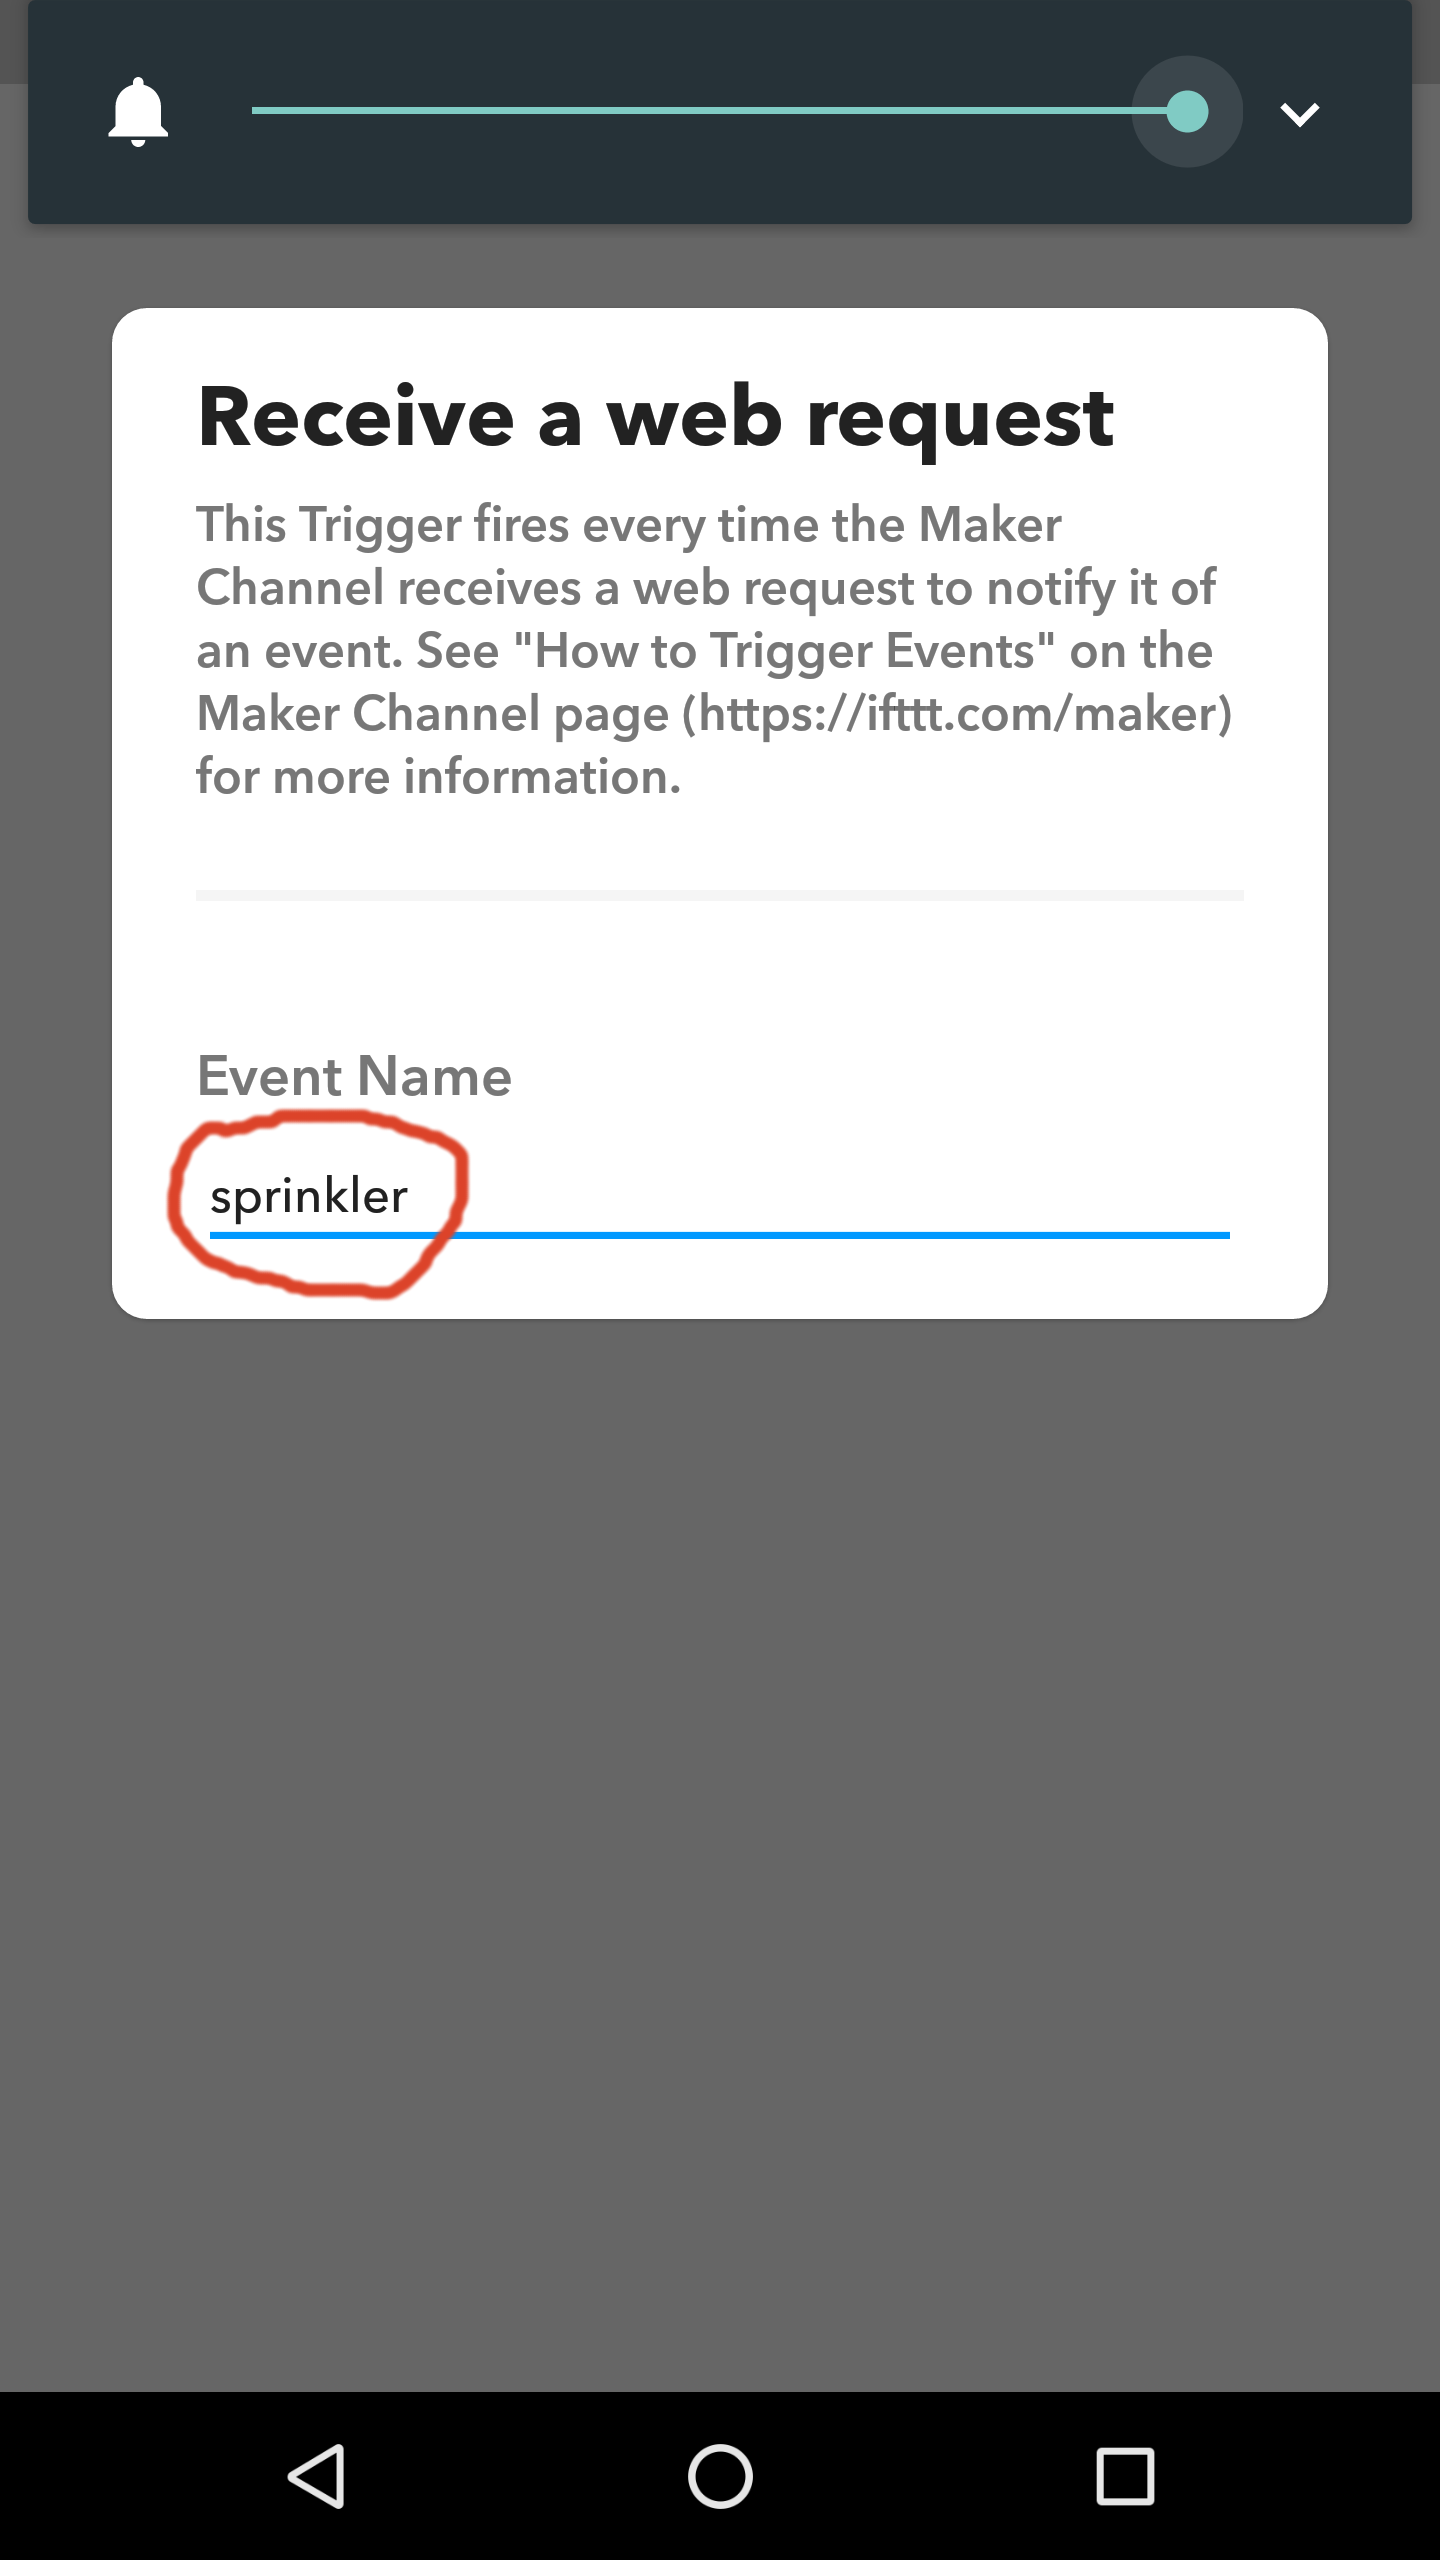 Receive a web request
This Trigger fires every time the Maker
Channel receives a web request to notify it of
an event. See "How to Trigger Events" on the
Maker Channel page (https://ifttt.com/maker)
for more information.
Event Name
sprinkler